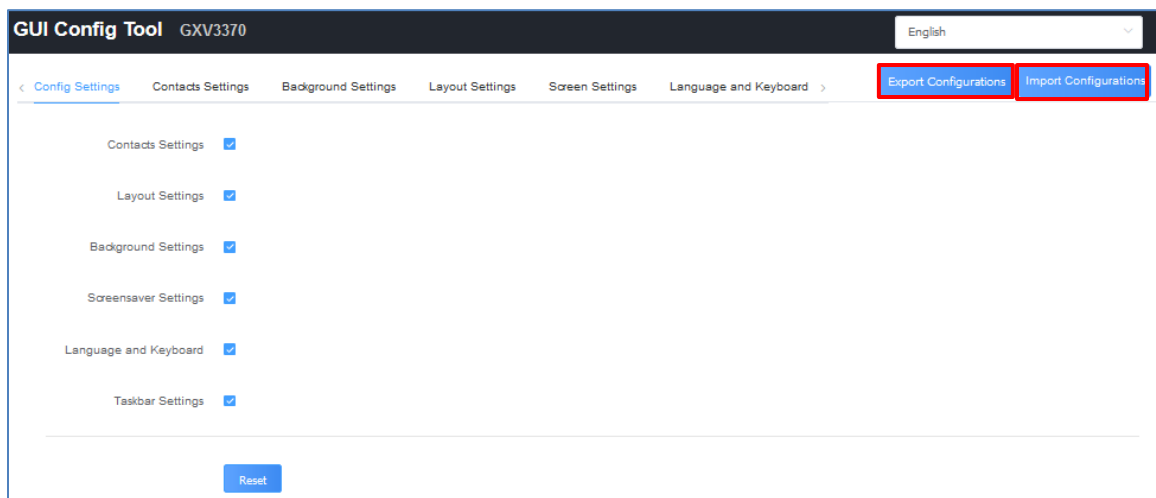 GUI Config Tool GXV3370
English
Config Settings Contacts Settings Background Settings Layout Settings Screen Settings Language and Keyboard Export Configurations Import Configurations
Contacts Settings
Layout Settings
Background Settings
Screensaver Settings
Language and Keyboard
Taskbar Settings
Reset